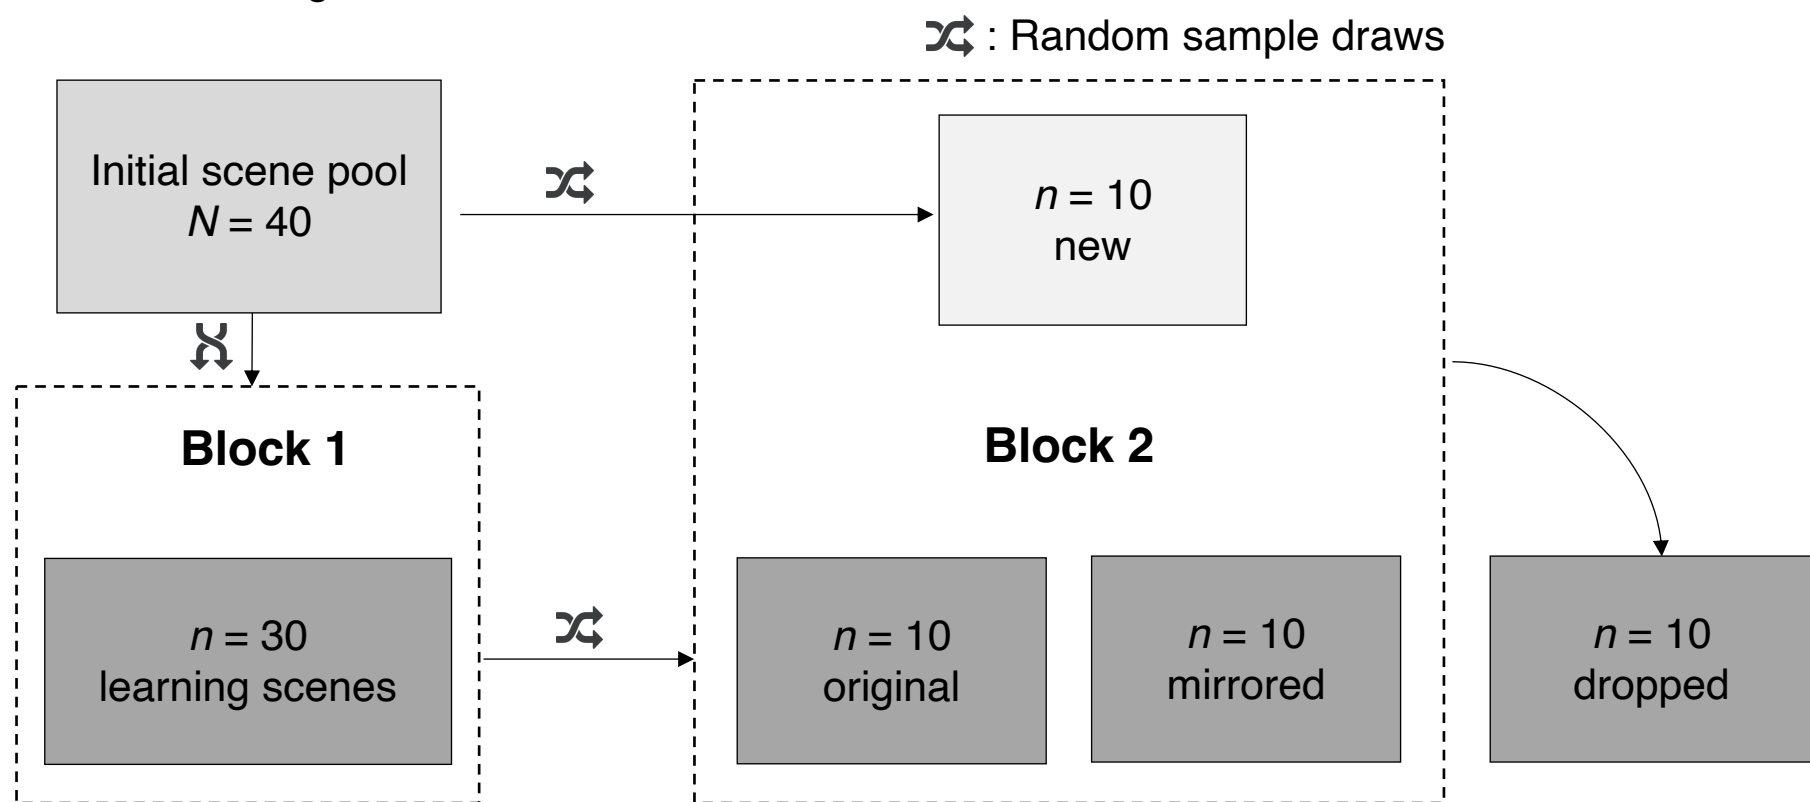 : Random sample draws
Initial scene pool
N = 40
n = 10
new
Block 1
Block 2
n = 30
learning scenes
n = 10
original
n = 10
mirrored
n = 10
dropped